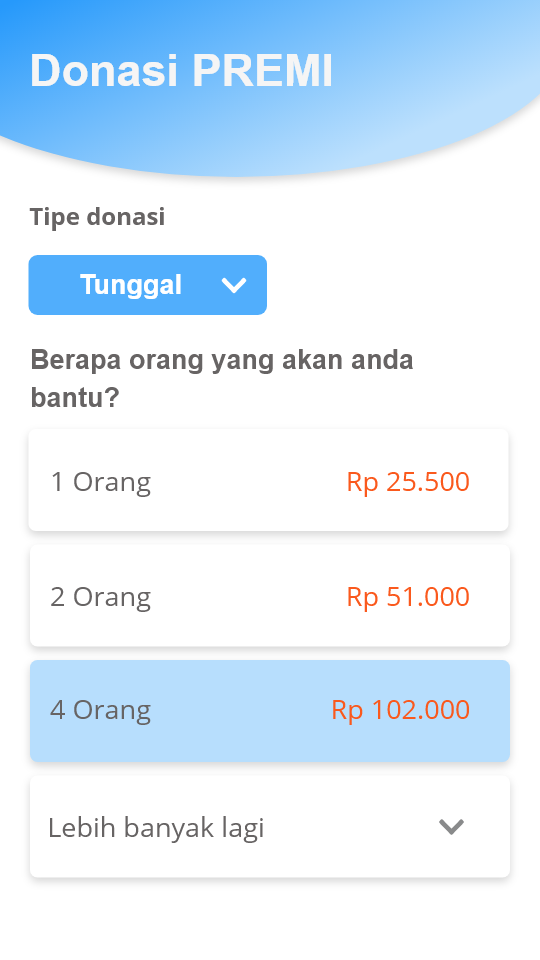 Donasi PREMI
Tipe donasi
Tunggal
Berapa orang yang akan anda
bantu?
1 Orang Rp 25.500
2 Orang Rp 51.000
4 Orang Rp 102.000
Lebih banyak lagi